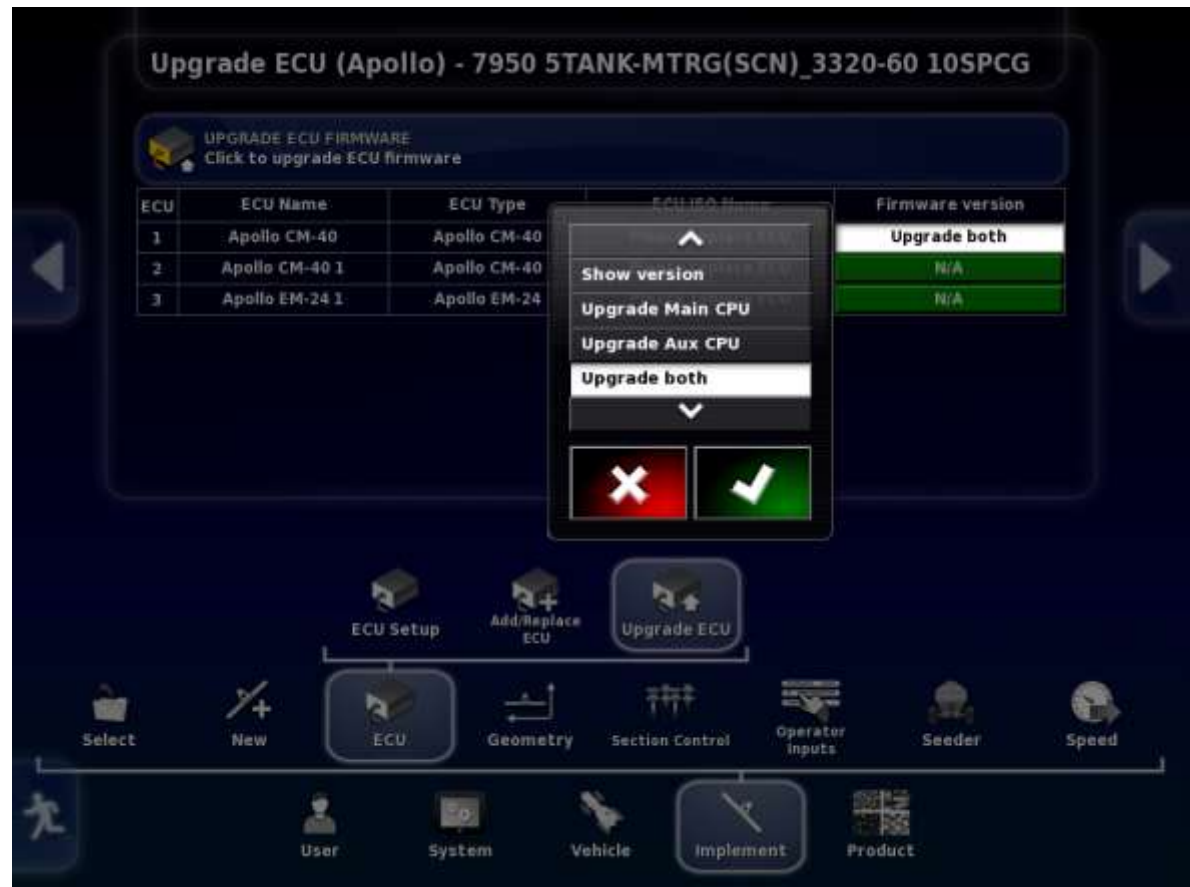 Upgrade ECU (Apollo) - 7950 5TANK-MTRG(SCN)_3320-60 10SPCG
UPGRADE ECU FIRMWARE
Click to upgrade ECU firmware
ECU ECU Name ECU Type ECU ISO Name Firmware version
1 Apollo CM-40 Apollo CM-40 Upgrade both
2 Apollo CM-40 1 Apollo CM-40 N/A
3 Apollo EM-24 1 Apollo EM-24 N/A
Show version
Upgrade Main CPU
Upgrade Aux CPU
Upgrade both
ECU Setup
Add/Replace
ECU
Upgrade ECU
Select
New
ECU
Geometry
Section Control
Operator
Inputs
Seeder
Speed
User
System
Vehicle
Implement
Product